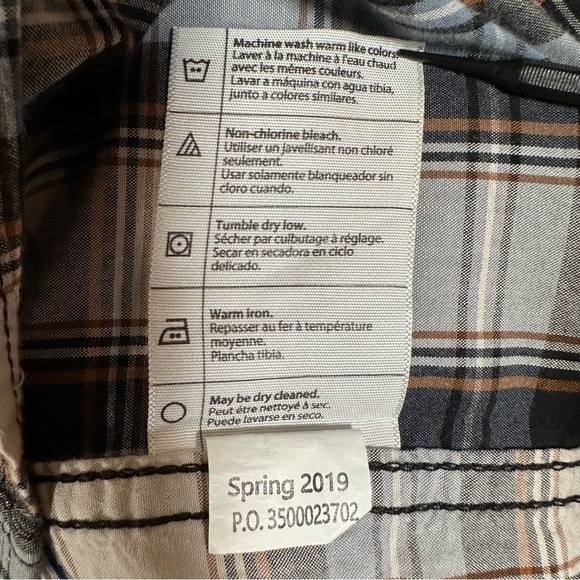 Machine wash warm like colors.
Laver à la machine à l'eau chaud
avec les mêmes couleurs.
Lavar a máquina con agua tibia,
junto a colores similares.
Non-chlorine bleach.
Utiliser un javellisant non chloré
seulement.
Usar solamente blanqueador sin
cloro cuando.
Tumble dry low.
Sécher par culbutage à réglage.
Secar en secadora en ciclo
delicado.
Warm iron.
Repasser au fer à température
moyenne.
Plancha tibia.
May be dry cleaned.
Peut être nettoyé à sec.
Puede lavarse en seco.
Spring 2019
P.O. 3500023702